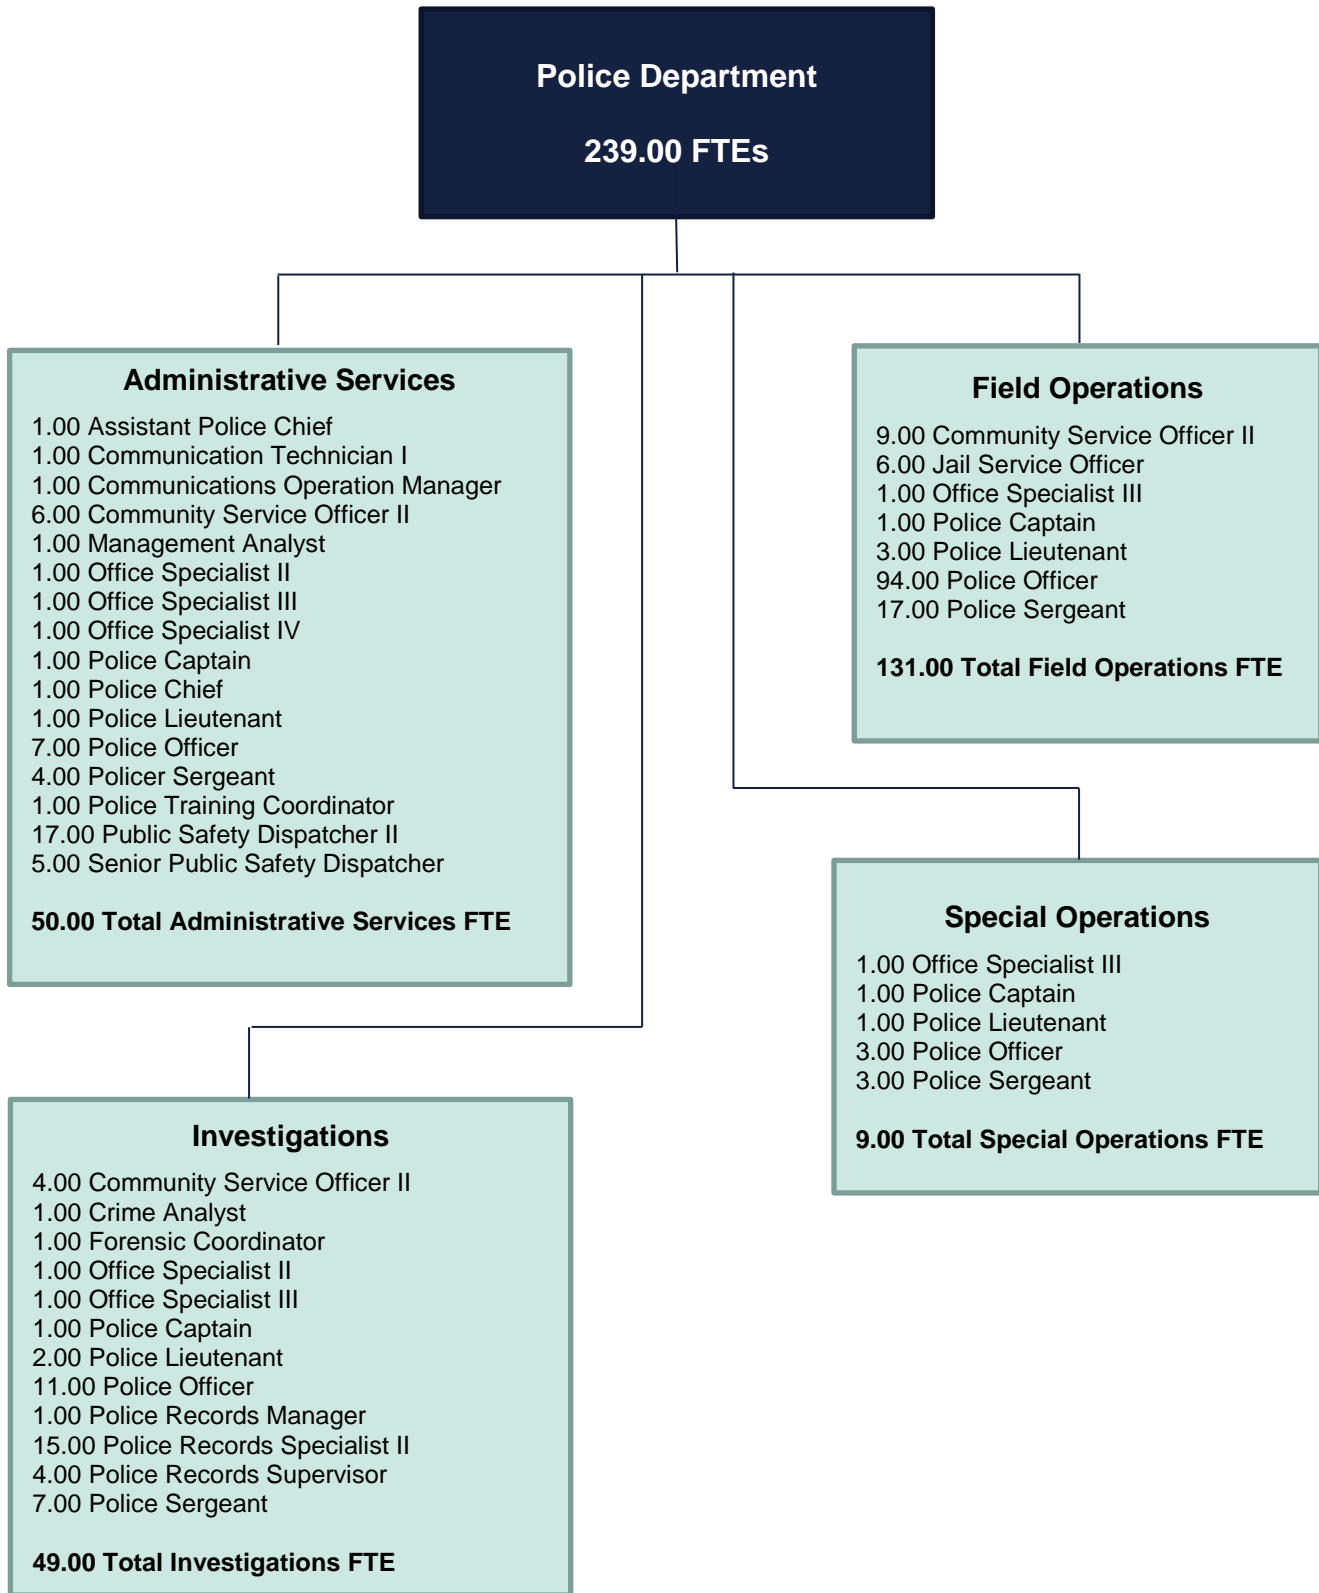 Police Department
239.00 FTEs
Administrative Services
1.00 Assistant Police Chief
1.00 Communication Technician I
1.00 Communications Operation Manager
6.00 Community Service Officer II
1.00 Management Analyst
1.00 Office Specialist II
1.00 Office Specialist III
1.00 Office Specialist IV
1.00 Police Captain
1.00 Police Chief
1.00 Police Lieutenant
7.00 Police Officer
4.00 Policer Sergeant
1.00 Police Training Coordinator
17.00 Public Safety Dispatcher II
5.00 Senior Public Safety Dispatcher
50.00 Total Administrative Services FTE
Field Operations
9.00 Community Service Officer II
6.00 Jail Service Officer
1.00 Office Specialist III
1.00 Police Captain
3.00 Police Lieutenant
94.00 Police Officer
17.00 Police Sergeant
131.00 Total Field Operations FTE
Special Operations
1.00 Office Specialist III
1.00 Police Captain
1.00 Police Lieutenant
3.00 Police Officer
3.00 Police Sergeant
9.00 Total Special Operations FTE
Investigations
4.00 Community Service Officer II
1.00 Crime Analyst
1.00 Forensic Coordinator
1.00 Office Specialist II
1.00 Office Specialist III
1.00 Police Captain
2.00 Police Lieutenant
11.00 Police Officer
1.00 Police Records Manager
15.00 Police Records Specialist II
4.00 Police Records Supervisor
7.00 Police Sergeant
49.00 Total Investigations FTE